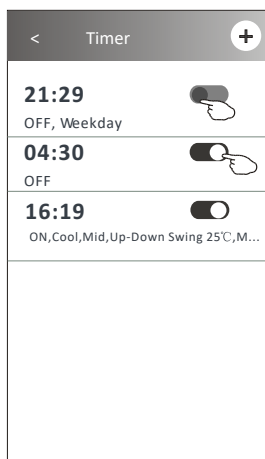 < Timer +
21:29
OFF, Weekday
04:30
OFF
16:19
ON,Cool,Mid,Up-Down Swing 25℃,M...